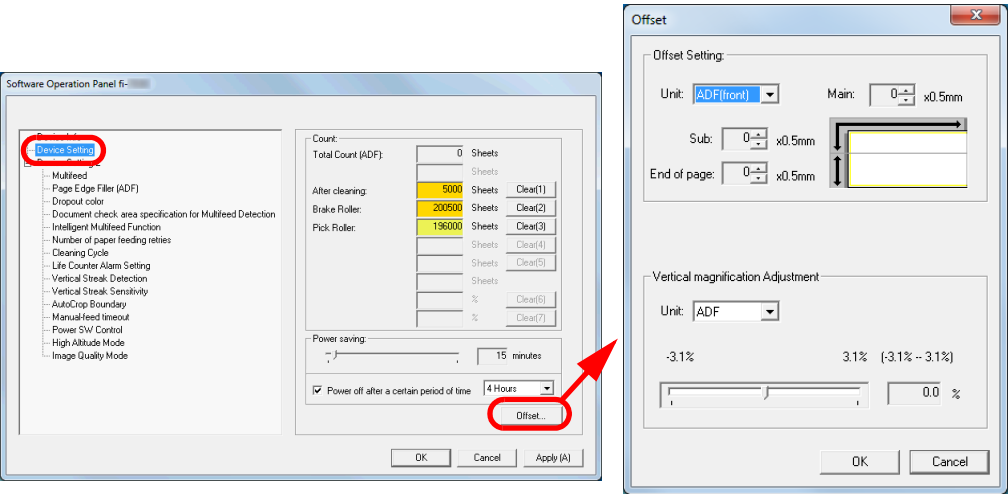 Software Operation Panel fi-
Device Setting
Multifeed
Page Edge Filler (ADF)
Dropout color
Document check area specification for Multifeed Detection
Intelligent Multifeed Function
Number of paper feeding retries
Cleaning Cycle
Life Counter Alarm Setting
Vertical Streak Detection
Vertical Streak Sensitivity
AutoCrop Boundary
Manual-feed timeout
Power SW Control
High Altitude Mode
Image Quality Mode
Count:
Total Count (ADF): 0 Sheets
Sheets
After cleaning: 5000 Sheets Clear(1)
Brake Roller: 200500 Sheets Clear(2)
Pick Roller: 196000 Sheets Clear(3)
Sheets Clear(4)
Sheets Clear(5)
Sheets
% Clear(6)
% Clear(7)
Power saving:
15 minutes
Power off after a certain period of time 4 Hours
Offset...
OK Cancel Apply (A)
Offset
Offset Setting:
Unit: ADF(front) Main: 0 x0.5mm
Sub: 0 x0.5mm
End of page: 0 x0.5mm
Vertical magnification Adjustment
Unit: ADF
-3.1% 3.1% (-3.1% -- 3.1%)
0.0 %
OK Cancel